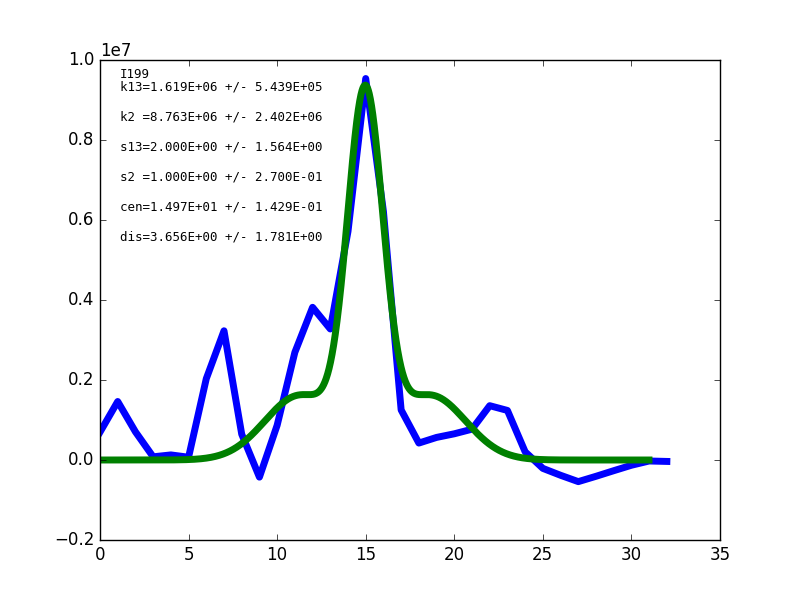 1e7
1.0
0.8
0.6
0.4
0.2
0.0
−0.2
I199
k13=1.619E+06 +/- 5.439E+05
k2 =8.763E+06 +/- 2.402E+06
s13=2.000E+00 +/- 1.564E+00
s2 =1.000E+00 +/- 2.700E-01
cen=1.497E+01 +/- 1.429E-01
dis=3.656E+00 +/- 1.781E+00
0 5 10 15 20 25 30 35